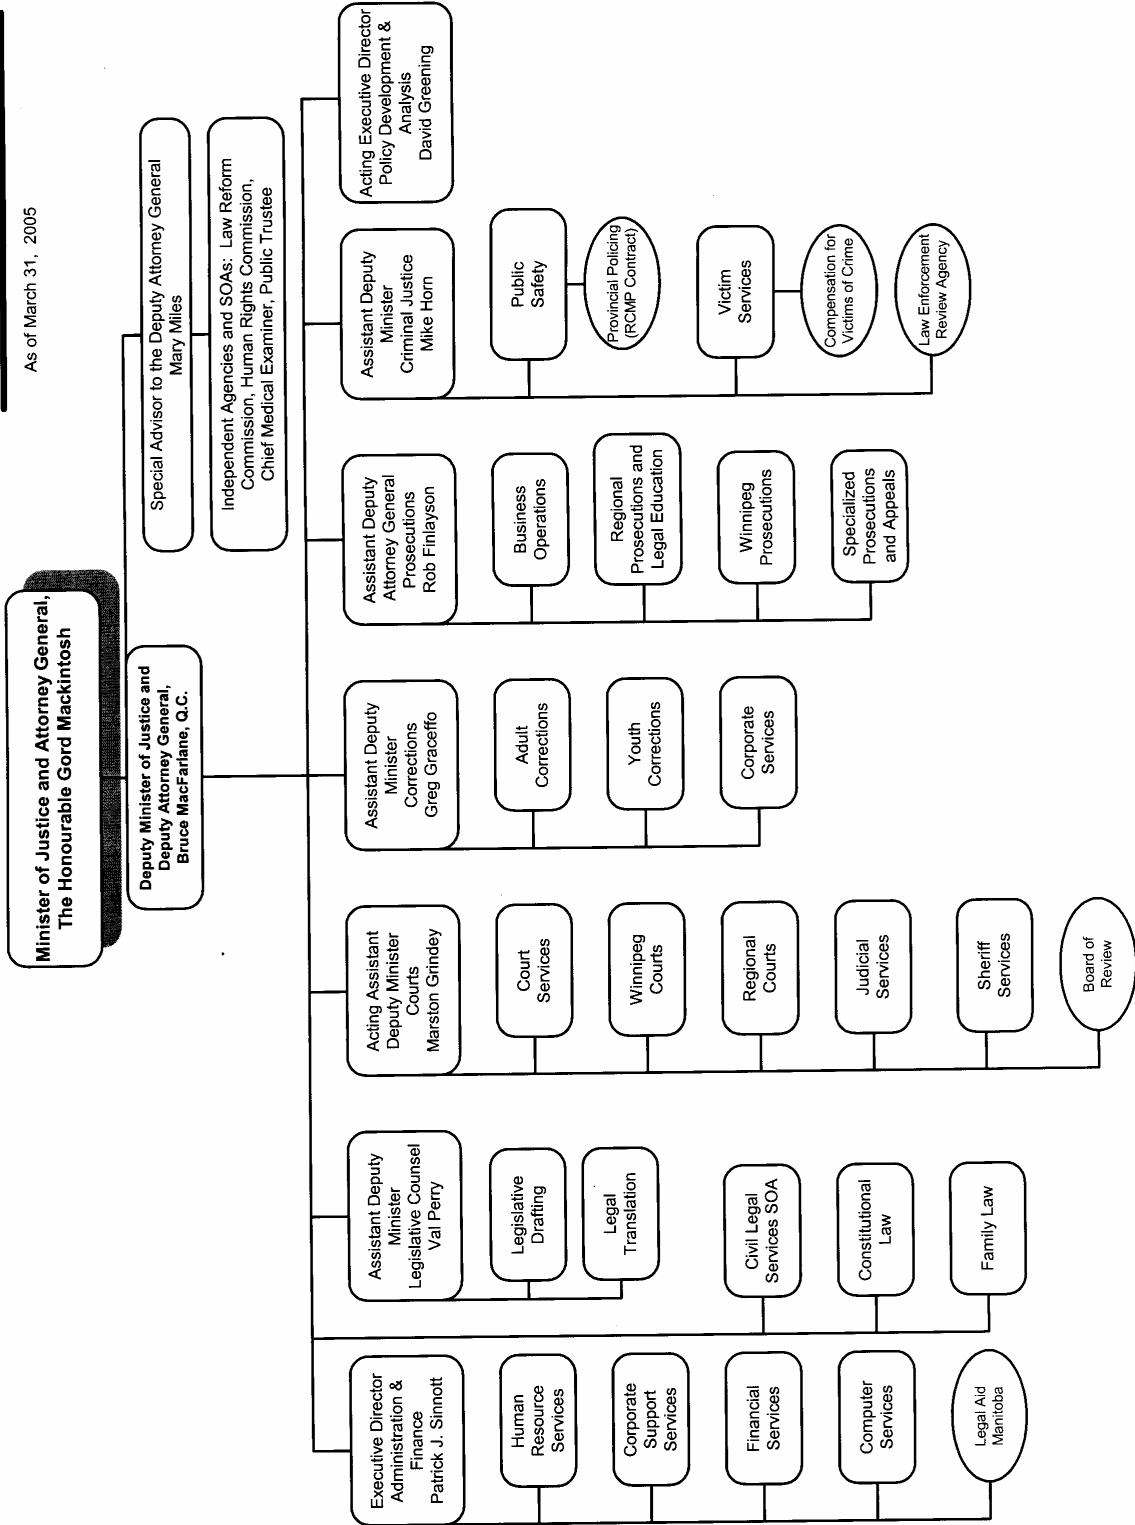 As of March 31, 2005
Minister of Justice and Attorney General,
The Honourable Gord Mackintosh
Deputy Minister of Justice and
Deputy Attorney General,
Bruce MacFarlane, Q.C.
Special Advisor to the Deputy Attorney General
Mary Miles
Independent Agencies and SOAs: Law Reform
Commission, Human Rights Commission,
Chief Medical Examiner, Public Trustee
Executive Director
Administration &
Finance
Patrick J. Sinnott
Human
Resource
Services
Corporate
Support
Services
Financial
Services
Computer
Services
Legal Aid
Manitoba
Assistant Deputy
Minister
Legislative Counsel
Val Perry
Legislative
Drafting
Legal
Translation
Civil Legal
Services SOA
Constitutional
Law
Family Law
Acting Assistant
Deputy Minister
Courts
Marston Grindey
Court
Services
Winnipeg
Courts
Regional
Courts
Judicial
Services
Sheriff
Services
Board of
Review
Assistant Deputy
Minister
Corrections
Greg Graceffo
Adult
Corrections
Youth
Corrections
Corporate
Services
Assistant Deputy
Attorney General
Prosecutions
Rob Finlayson
Business
Operations
Regional
Prosecutions and
Legal Education
Winnipeg
Prosecutions
Specialized
Prosecutions
and Appeals
Assistant Deputy
Minister
Criminal Justice
Mike Horn
Public
Safety
Provincial Policing
(RCMP Contract)
Victim
Services
Compensation for
Victims of Crime
Law Enforcement
Review Agency
Acting Executive Director
Policy Development &
Analysis
David Greening